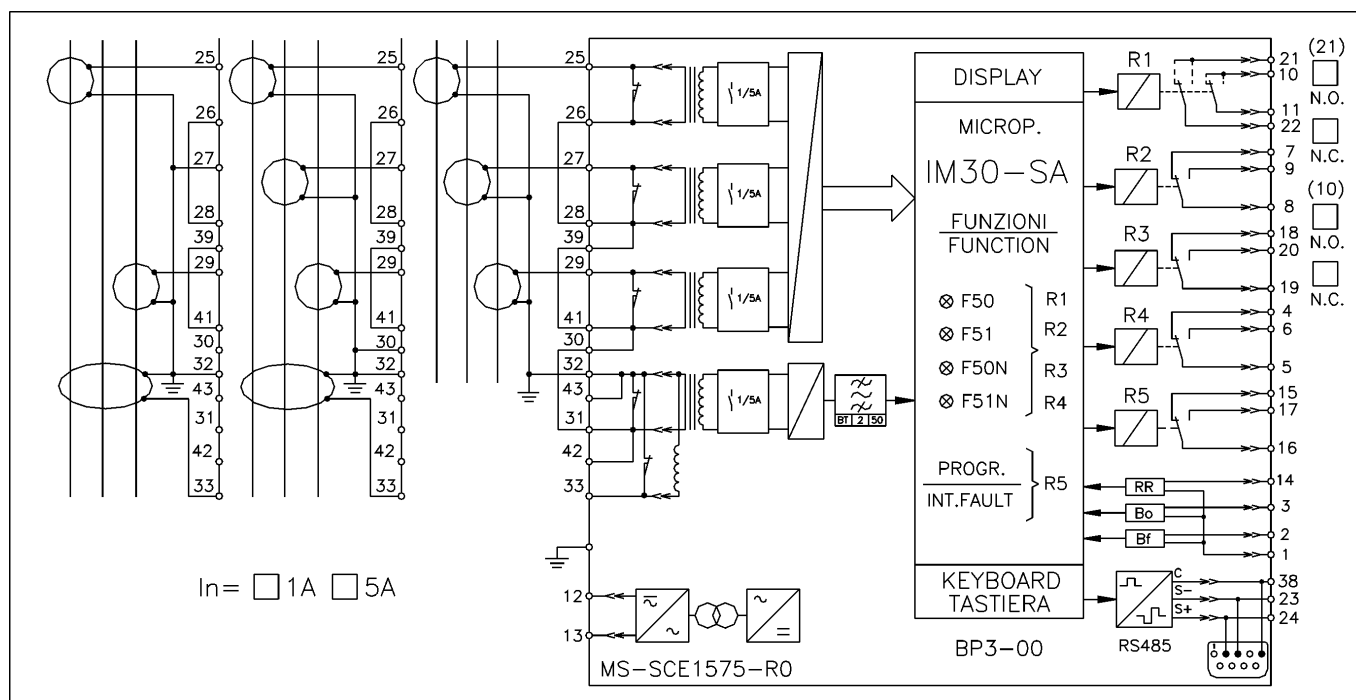 25
26
27
28
39
29
41
30
32
43
31
42
33
25
26
27
28
39
29
41
30
32
43
31
42
33
25
26
27
28
39
29
41
30
32
43
31
42
33
1/5A
1/5A
1/5A
1/5A
BT 2 50
DISPLAY
MICROP.
IM30-SA
FUNZIONI
FUNCTION
F50
F51
F50N
F51N
R1
R2
R3
R4
PROGR.
INT.FAULT
R5
KEYBOARD
TASTIERA
R1
R2
R3
R4
R5
21
10
11
22
7
9
8
18
20
19
4
6
5
15
17
16
14
3
2
1
38
23
24
(21)
N.O.
N.C.
(10)
N.O.
N.C.
RR
Bo
Bf
C
S-
S+
1
RS485
In= 1A 5A
12
13
MS-SCE1575-R0
BP3-00